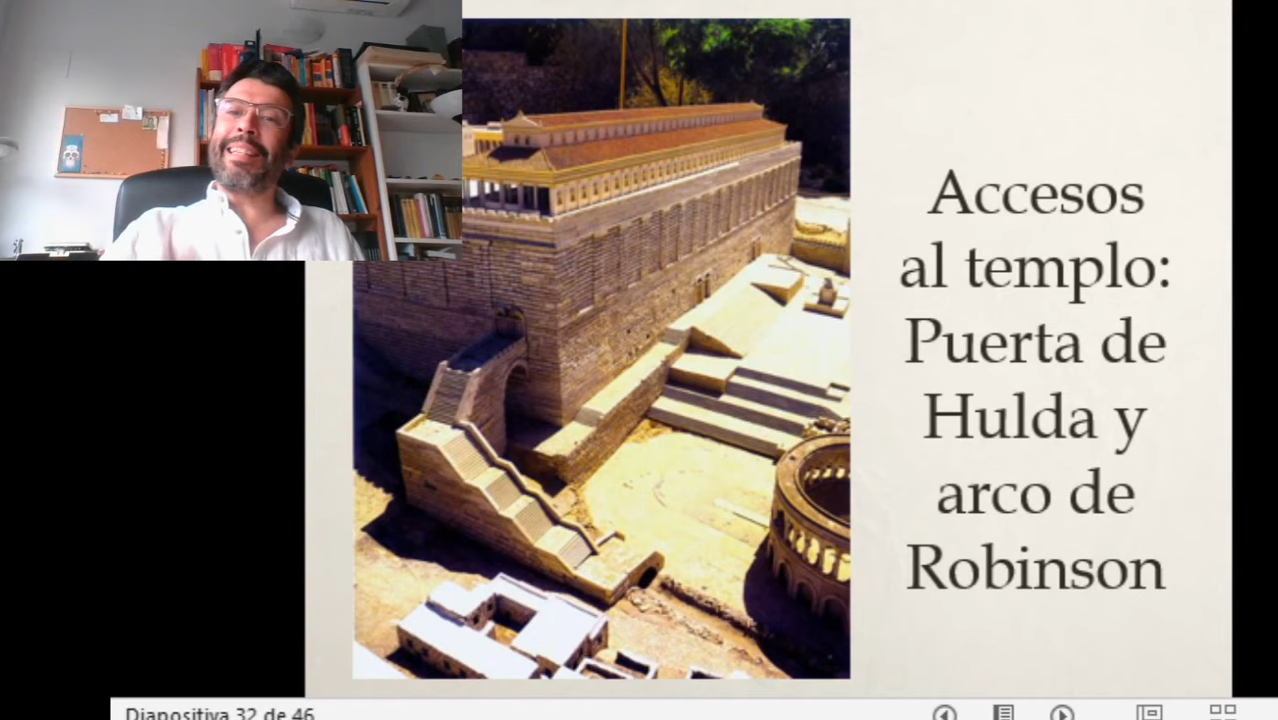 Accesos
al templo:
Puerta de
Hulda y
arco de
Robinson
Diapositiva 32 de 46